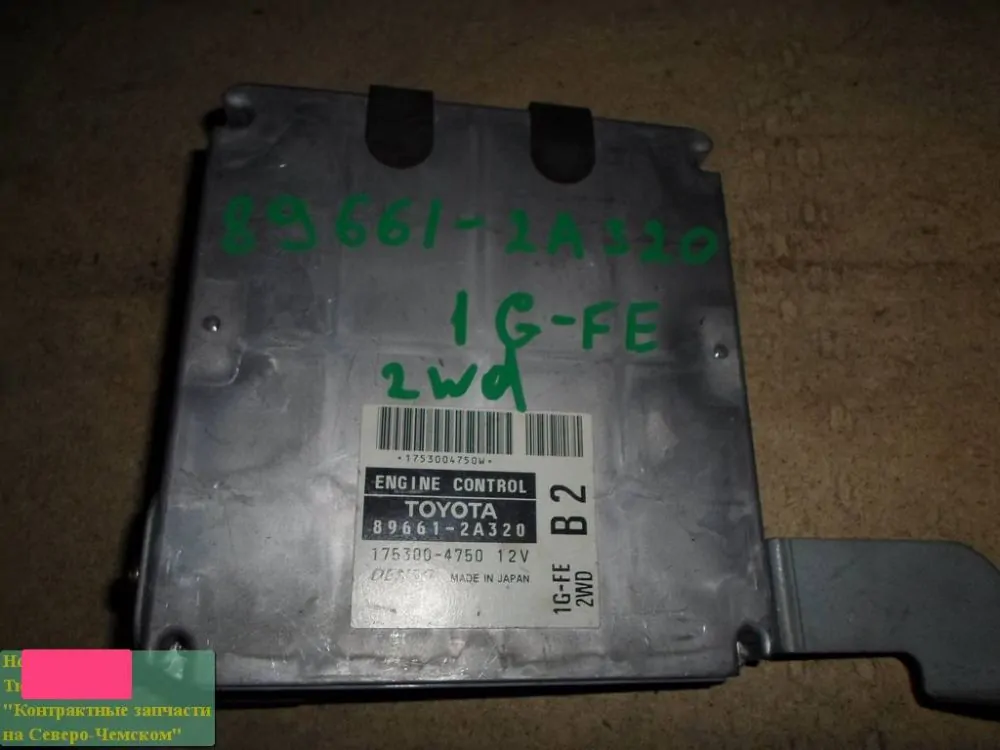 89661-2A320
1G-FE
2wd
*1753004750W*
ENGINE CONTROL
TOYOTA
89661-2A320
175300-4750 12V
DENSO MADE IN JAPAN
B2
1G-FE
2WD
"Контрактные запчасти
на Северо-Чемском"